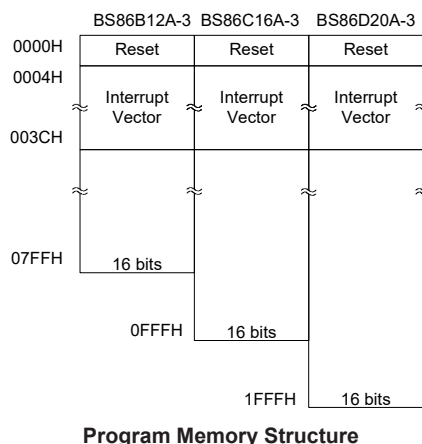 BS86B12A-3 BS86C16A-3 BS86D20A-3
0000H Reset Reset Reset
0004H
Interrupt Vector Interrupt Vector Interrupt Vector
003CH
07FFH 16 bits
0FFFH 16 bits
1FFFH 16 bits
Program Memory Structure